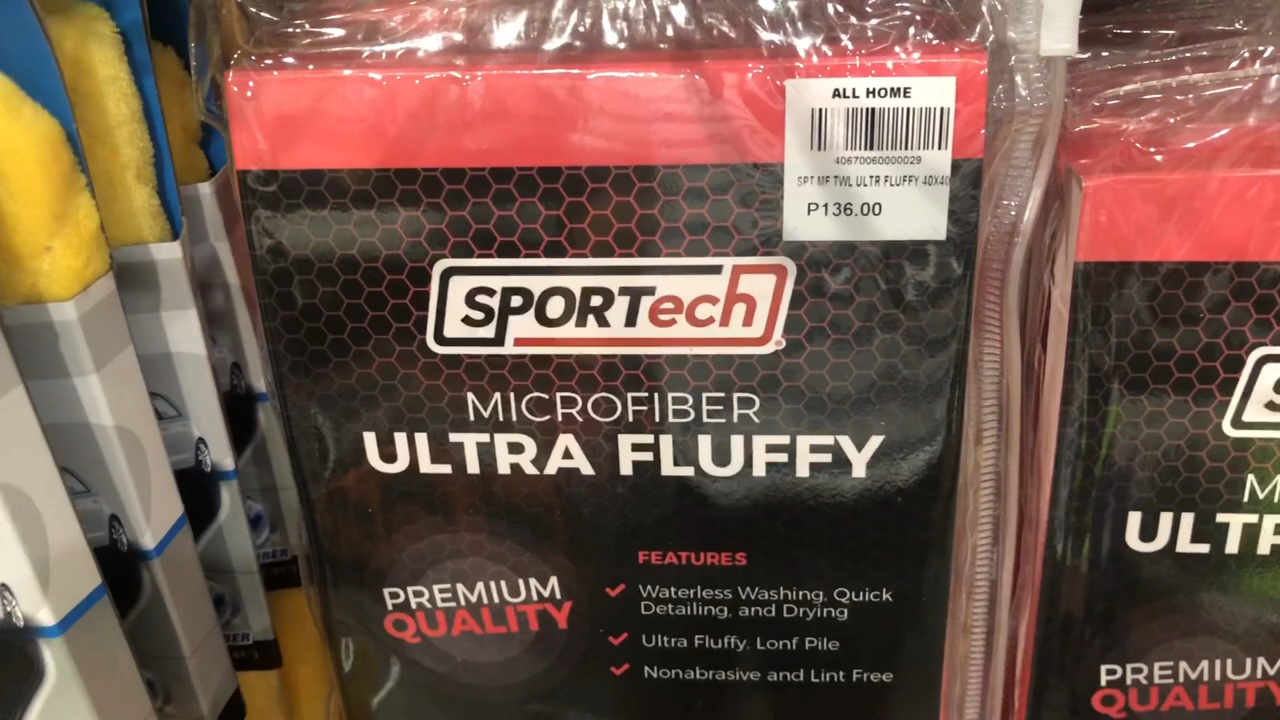 ALL HOME
40670060000029
SPT MF TWL ULTR FLUFFY 40X40
P136.00
SPORTech
MICROFIBER
ULTRA FLUFFY
FEATURES
PREMIUM
QUALITY
Waterless Washing, Quick
Detailing, and Drying
Ultra Fluffy. Lonf Pile
Nonabrasive and Lint Free
PREMIUM
QUALITY